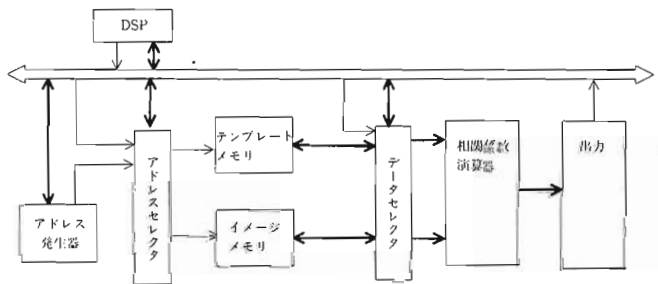 DSP
テンプレート
メモリ
アドレスセレクタ
データセレクタ
相関係数
演算器
出力
アドレス
発生器
イメージ
メモリ